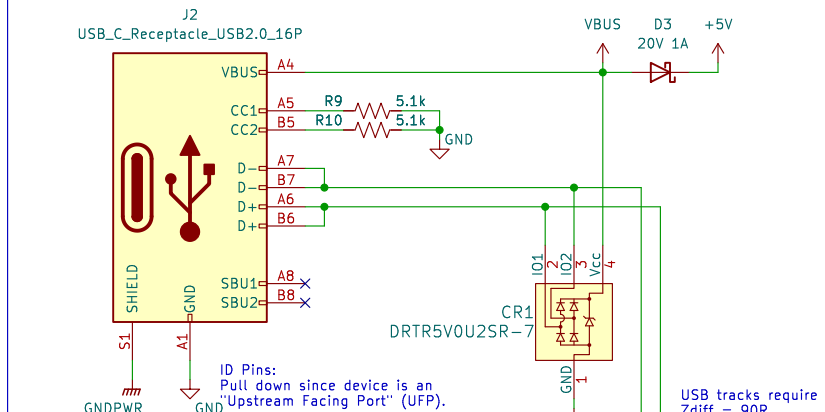 J2
USB_C_Receptacle_USB2.0_16P
VBUS
D3
+5V
20V 1A
VBUS
A4
CC1
A5
R9
5.1k
CC2
B5
R10
5.1k
GND
D-
A7
D-
B7
D+
A6
D+
B6
IO1
2
IO2
3
Vcc
4
SHIELD
GND
SBU1
A8
SBU2
B8
CR1
DRTR5V0U2SR-7
S1
A1
GND
1
ID Pins:
Pull down since device is an
"Upstream Facing Port" (UFP).
GNDPWR
GND
USB tracks require
Zdiff = 90R